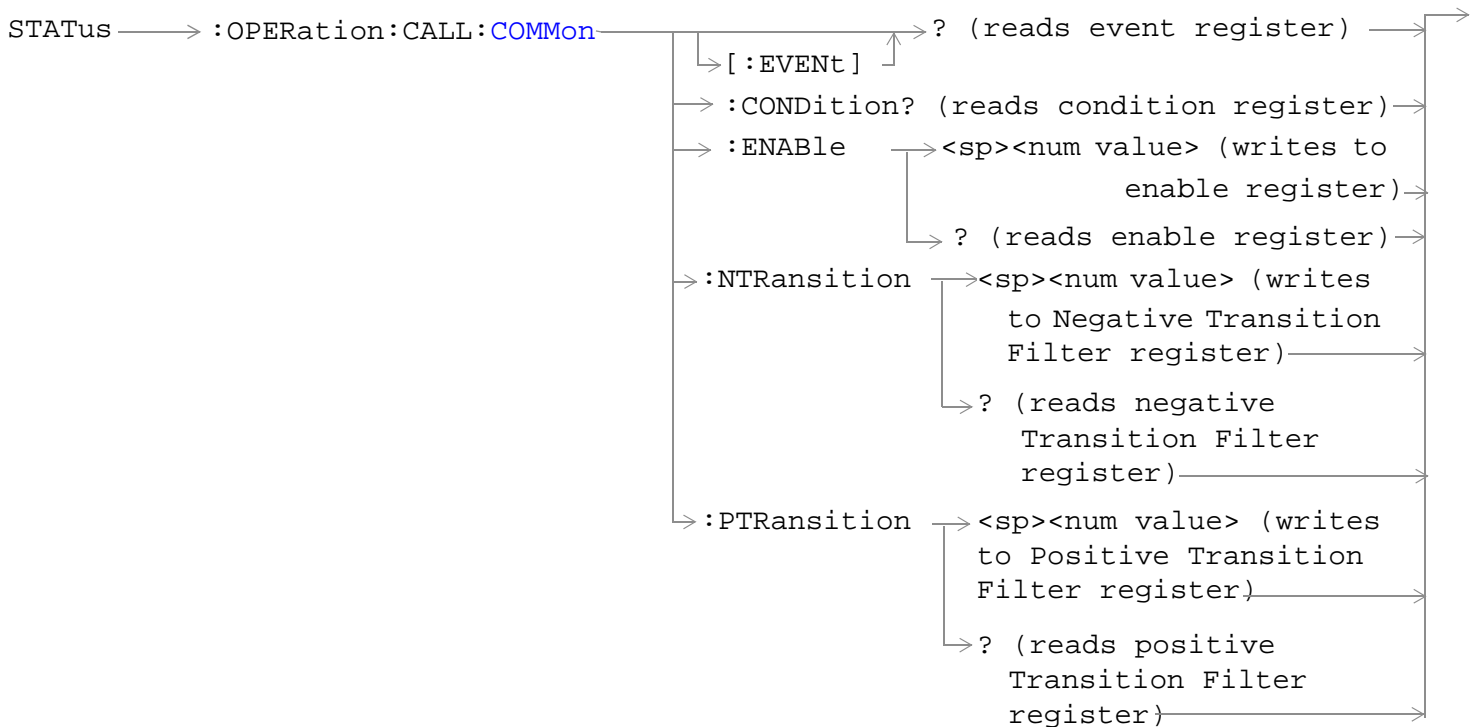 STATus :OPERation:CALL:COMMon ? (reads event register)
[:EVENt]
:CONDition? (reads condition register)
:ENABle <sp><num value> (writes to
enable register)
? (reads enable register)
:NTRansition <sp><num value> (writes
to Negative Transition
Filter register)
? (reads negative
Transition Filter
register)
:PTRansition <sp><num value> (writes
to Positive Transition
Filter register)
? (reads positive
Transition Filter
register)